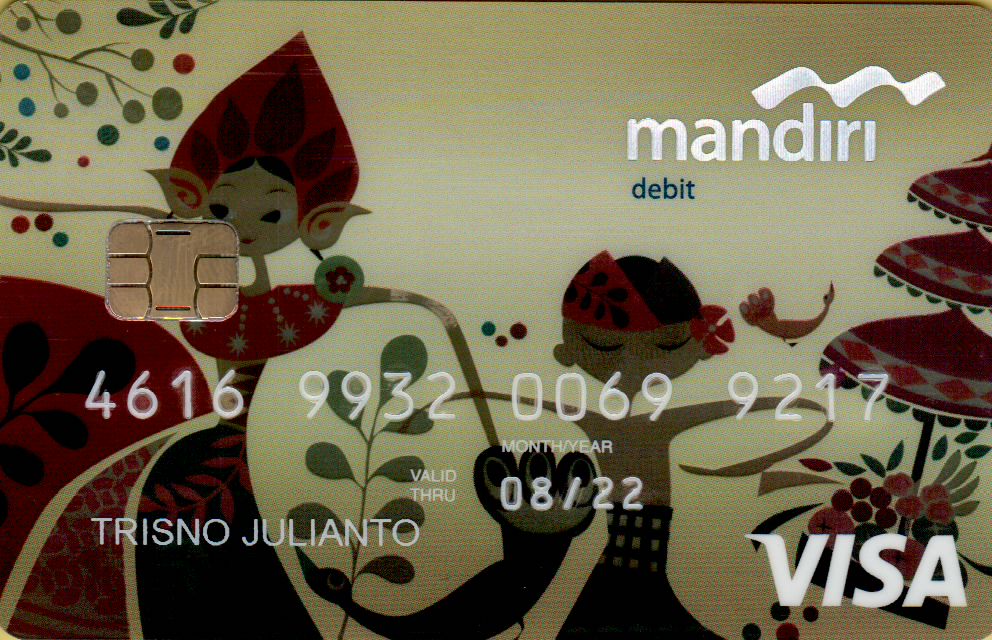 mandiri
debit
4616 9932 0069 9217
MONTH/YEAR
VALID
THRU 08/22
TRISNO JULIANTO
VISA